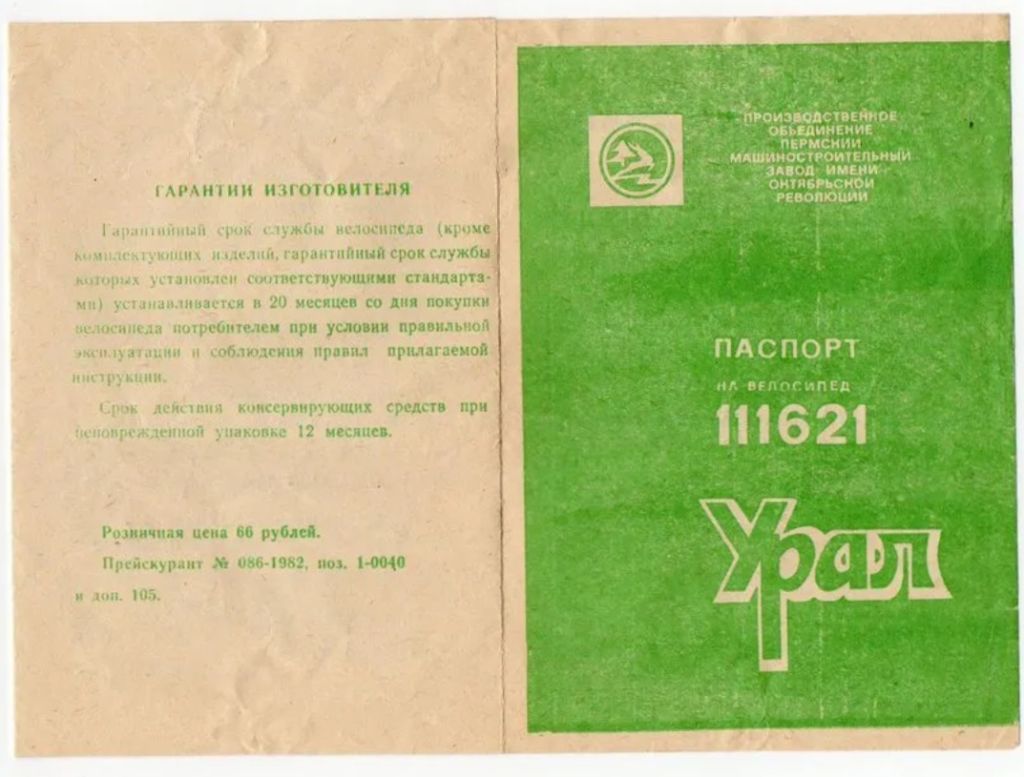 ГАРАНТИИ ИЗГОТОВИТЕЛЯ
Гарантийный срок службы велосипеда (кроме
комплектующих изделий, гарантийный срок службы
которых установлен соответствующими стандарта-
ми) устанавливается в 20 месяцев со дня покупки
велосипеда потребителем при условии правильной
эксплуатации и соблюдения правил прилагаемой
инструкции.
Срок действия консервирующих средств при
неповрежденной упаковке 12 месяцев.
Розничная цена 66 рублей.
Прейскурант № 086-1982, поз. 1-0040
и доп. 105.
ПРОИЗВОДСТВЕННОЕ
ОБЪЕДИНЕНИЕ
ПЕРМСКИЙ
МАШИНОСТРОИТЕЛЬНЫЙ
ЗАВОД ИМЕНИ
ОКТЯБРЬСКОЙ
РЕВОЛЮЦИИ
ПАСПОРТ
НА ВЕЛОСИПЕД
111621
Урал